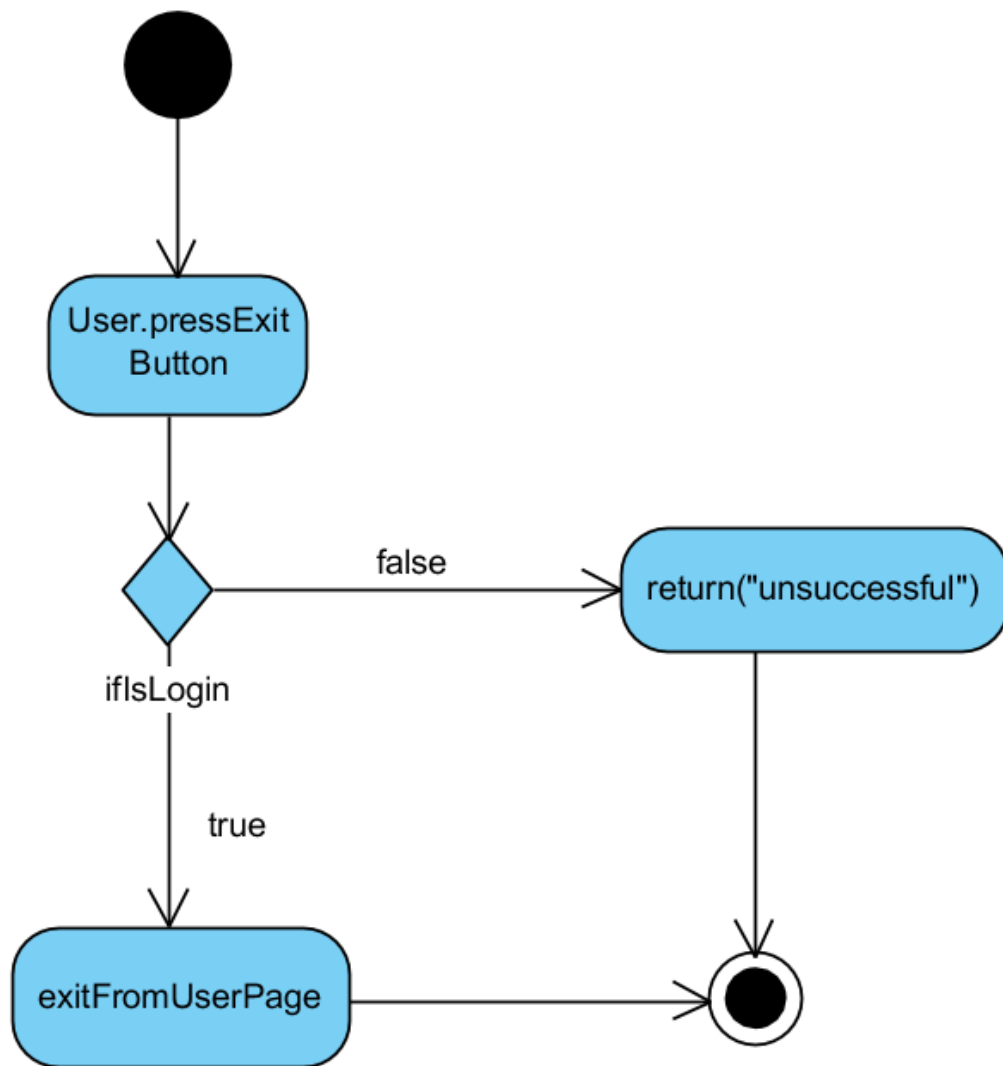 User.pressExit
Button
false
return("unsuccessful")
ifIsLogin
true
exitFromUserPage